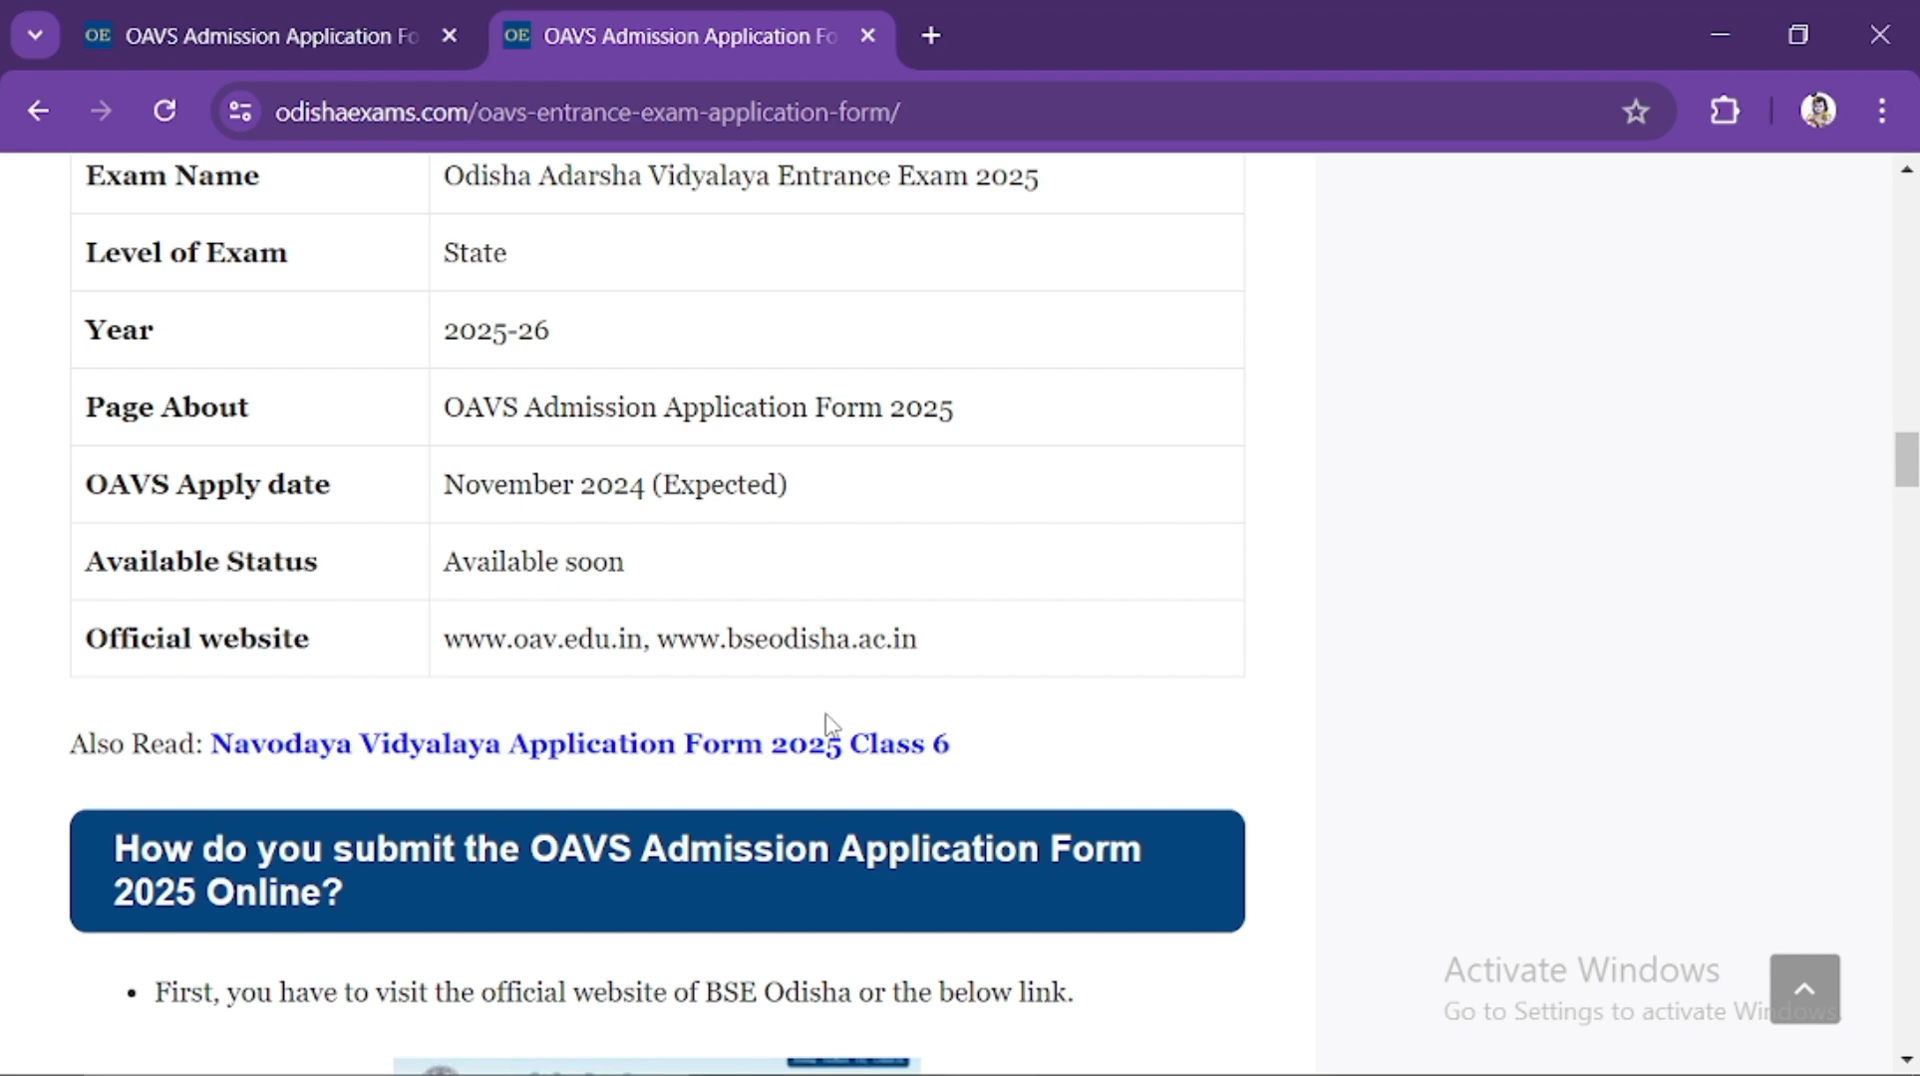 OE OAVS Admission Application Fo
OE OAVS Admission Application Fo
odishaexams.com/oavs-entrance-exam-application-form/
Exam Name Odisha Adarsha Vidyalaya Entrance Exam 2025
Level of Exam State
Year 2025-26
Page About OAVS Admission Application Form 2025
OAVS Apply date November 2024 (Expected)
Available Status Available soon
Official website www.oav.edu.in, www.bseodisha.ac.in
Also Read: Navodaya Vidyalaya Application Form 2025 Class 6
How do you submit the OAVS Admission Application Form
2025 Online?
• First, you have to visit the official website of BSE Odisha or the below link.
Activate Windows
Go to Settings to activate Windows.